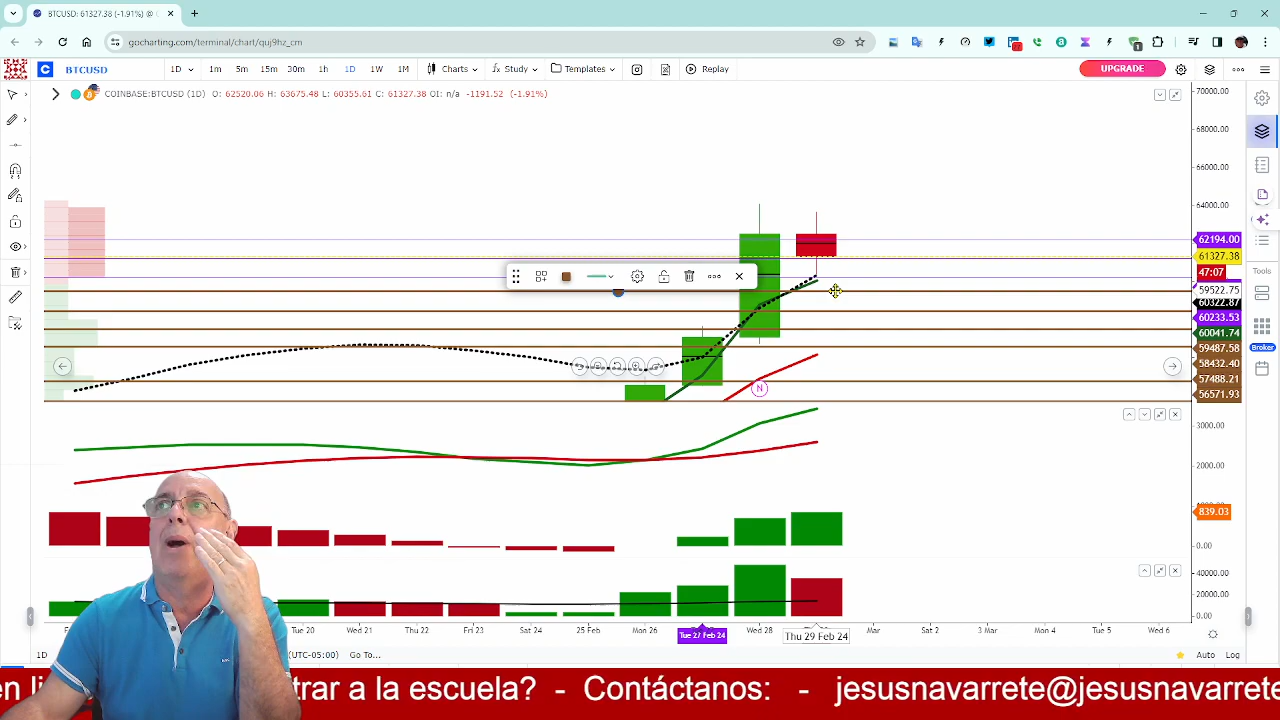 BTCUSD: 61327.38 (-1.91%) @ C
gocharting.com/terminal/chart/quj9hz_cm
BTCUSD 1D 1m 5m 15m 30m 1h 1D 1W 1M Charts Study Templates Replay UPGRADE
COINBASE:BTCUSD (1D) O: 62520.06 H: 63675.48 L: 60355.61 C: 61327.38 OI: n/a -1191.52 (-1.91%)
70000.00
68000.00
66000.00
64000.00
62194.00
61327.38
47:07
59922.75
60322.87
60233.53
60041.74
59487.58
58432.40
57488.21
56571.93
N
3000.00
2000.00
839.03
0.00
40000.00
20000.00
0.00
Tools
Broker
Tue 20 Wed 21 Thu 22 Fri 23 Sat 24 25 Feb Mon 26 Tue 27 Feb 24 Wed 28 Thu 29 Feb 24 Mar Sat 2 3 Mar Mon 4 Tue 5 Wed 6
1D (UTC-05:00) Go To... Auto Log
en l trar a la escuela? - Contáctanos: - jesusnavarrete@jesusnavarrete